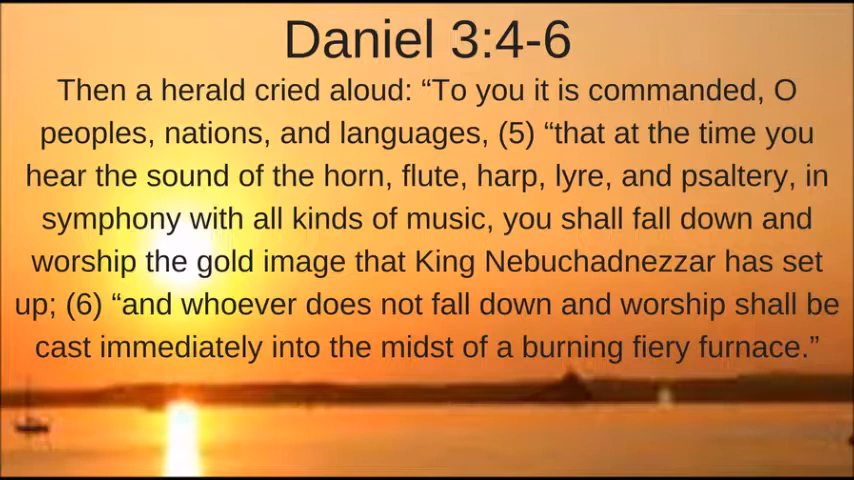 Daniel 3:4-6
Then a herald cried aloud: “To you it is commanded, O
peoples, nations, and languages, (5) “that at the time you
hear the sound of the horn, flute, harp, lyre, and psaltery, in
symphony with all kinds of music, you shall fall down and
worship the gold image that King Nebuchadnezzar has set
up; (6) “and whoever does not fall down and worship shall be
cast immediately into the midst of a burning fiery furnace.”